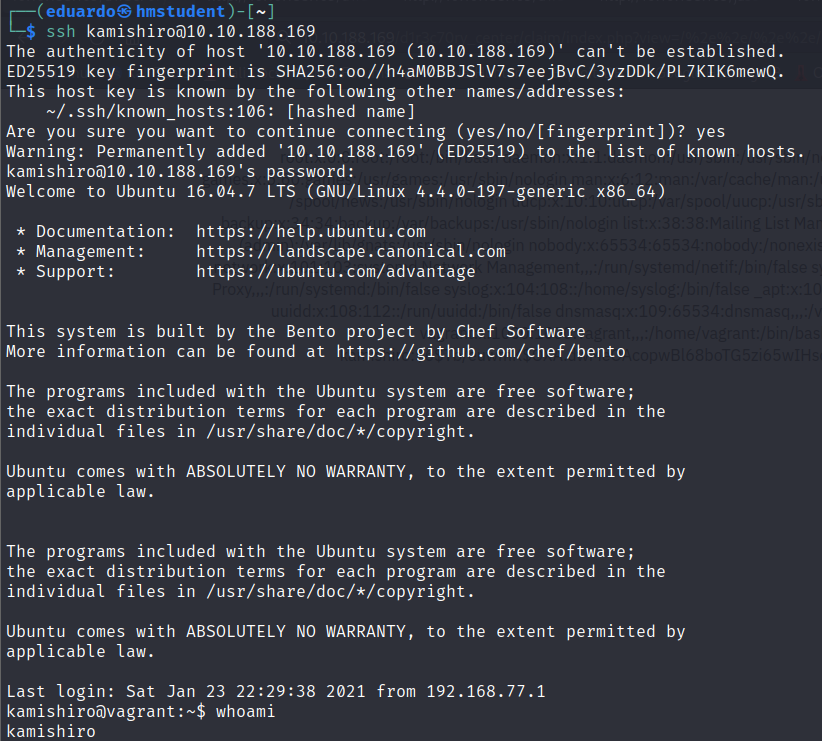 ┌──(eduardo㉿hmstudent)-[~]
└─$ ssh kamishiro@10.10.188.169
The authenticity of host '10.10.188.169 (10.10.188.169)' can't be established.
ED25519 key fingerprint is SHA256:oo//h4aM0BBJSlV7s7eejBvC/3yzDDk/PL7KIK6mewQ.
This host key is known by the following other names/addresses:
    ~/.ssh/known_hosts:106: [hashed name]
Are you sure you want to continue connecting (yes/no/[fingerprint])? yes
Warning: Permanently added '10.10.188.169' (ED25519) to the list of known hosts.
kamishiro@10.10.188.169's password:
Welcome to Ubuntu 16.04.7 LTS (GNU/Linux 4.4.0-197-generic x86_64)

 * Documentation:  https://help.ubuntu.com
 * Management:     https://landscape.canonical.com
 * Support:        https://ubuntu.com/advantage


This system is built by the Bento project by Chef Software
More information can be found at https://github.com/chef/bento

The programs included with the Ubuntu system are free software;
the exact distribution terms for each program are described in the
individual files in /usr/share/doc/*/copyright.

Ubuntu comes with ABSOLUTELY NO WARRANTY, to the extent permitted by
applicable law.


The programs included with the Ubuntu system are free software;
the exact distribution terms for each program are described in the
individual files in /usr/share/doc/*/copyright.

Ubuntu comes with ABSOLUTELY NO WARRANTY, to the extent permitted by
applicable law.

Last login: Sat Jan 23 22:29:38 2021 from 192.168.77.1
kamishiro@vagrant:~$ whoami
kamishiro